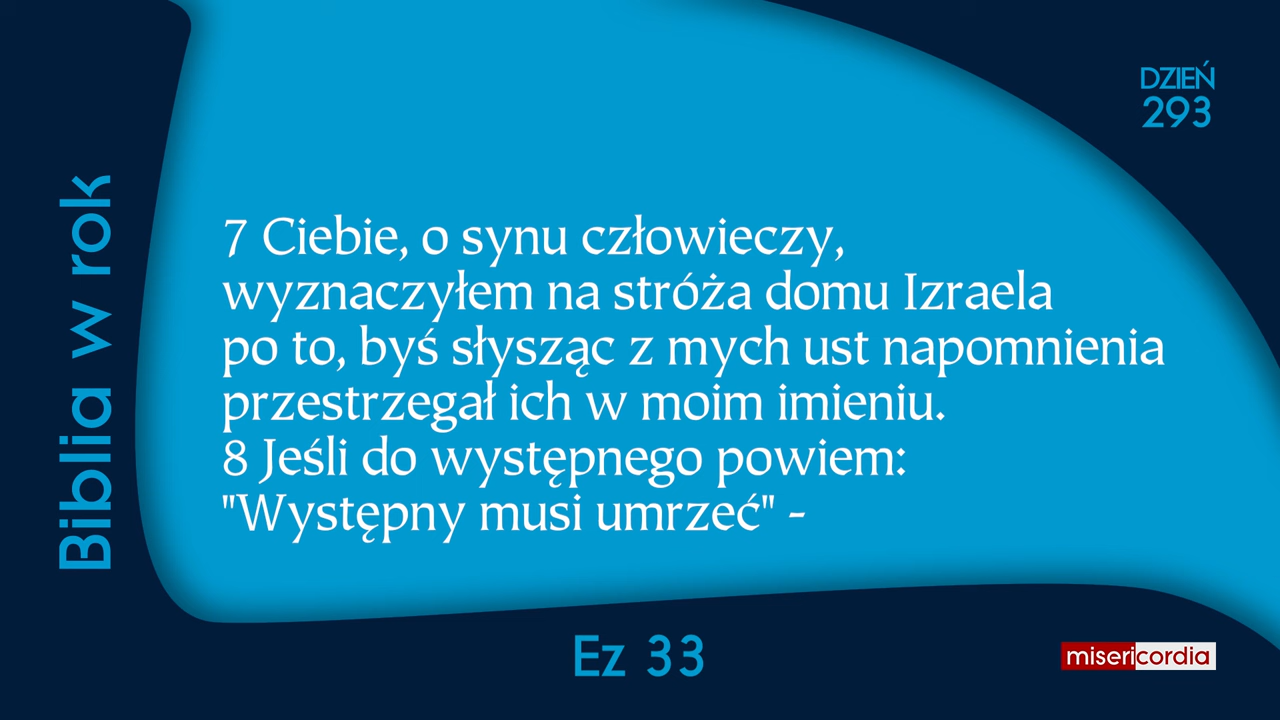 DZIEŃ
293
Biblia w rok
7 Ciebie, o synu człowieczy,
wyznaczyłem na stróża domu Izraela
po to, byś słysząc z mych ust napomnienia
przestrzegał ich w moim imieniu.
8 Jeśli do występnego powiem:
"Występny musi umrzeć" -
Ez 33
misericordia